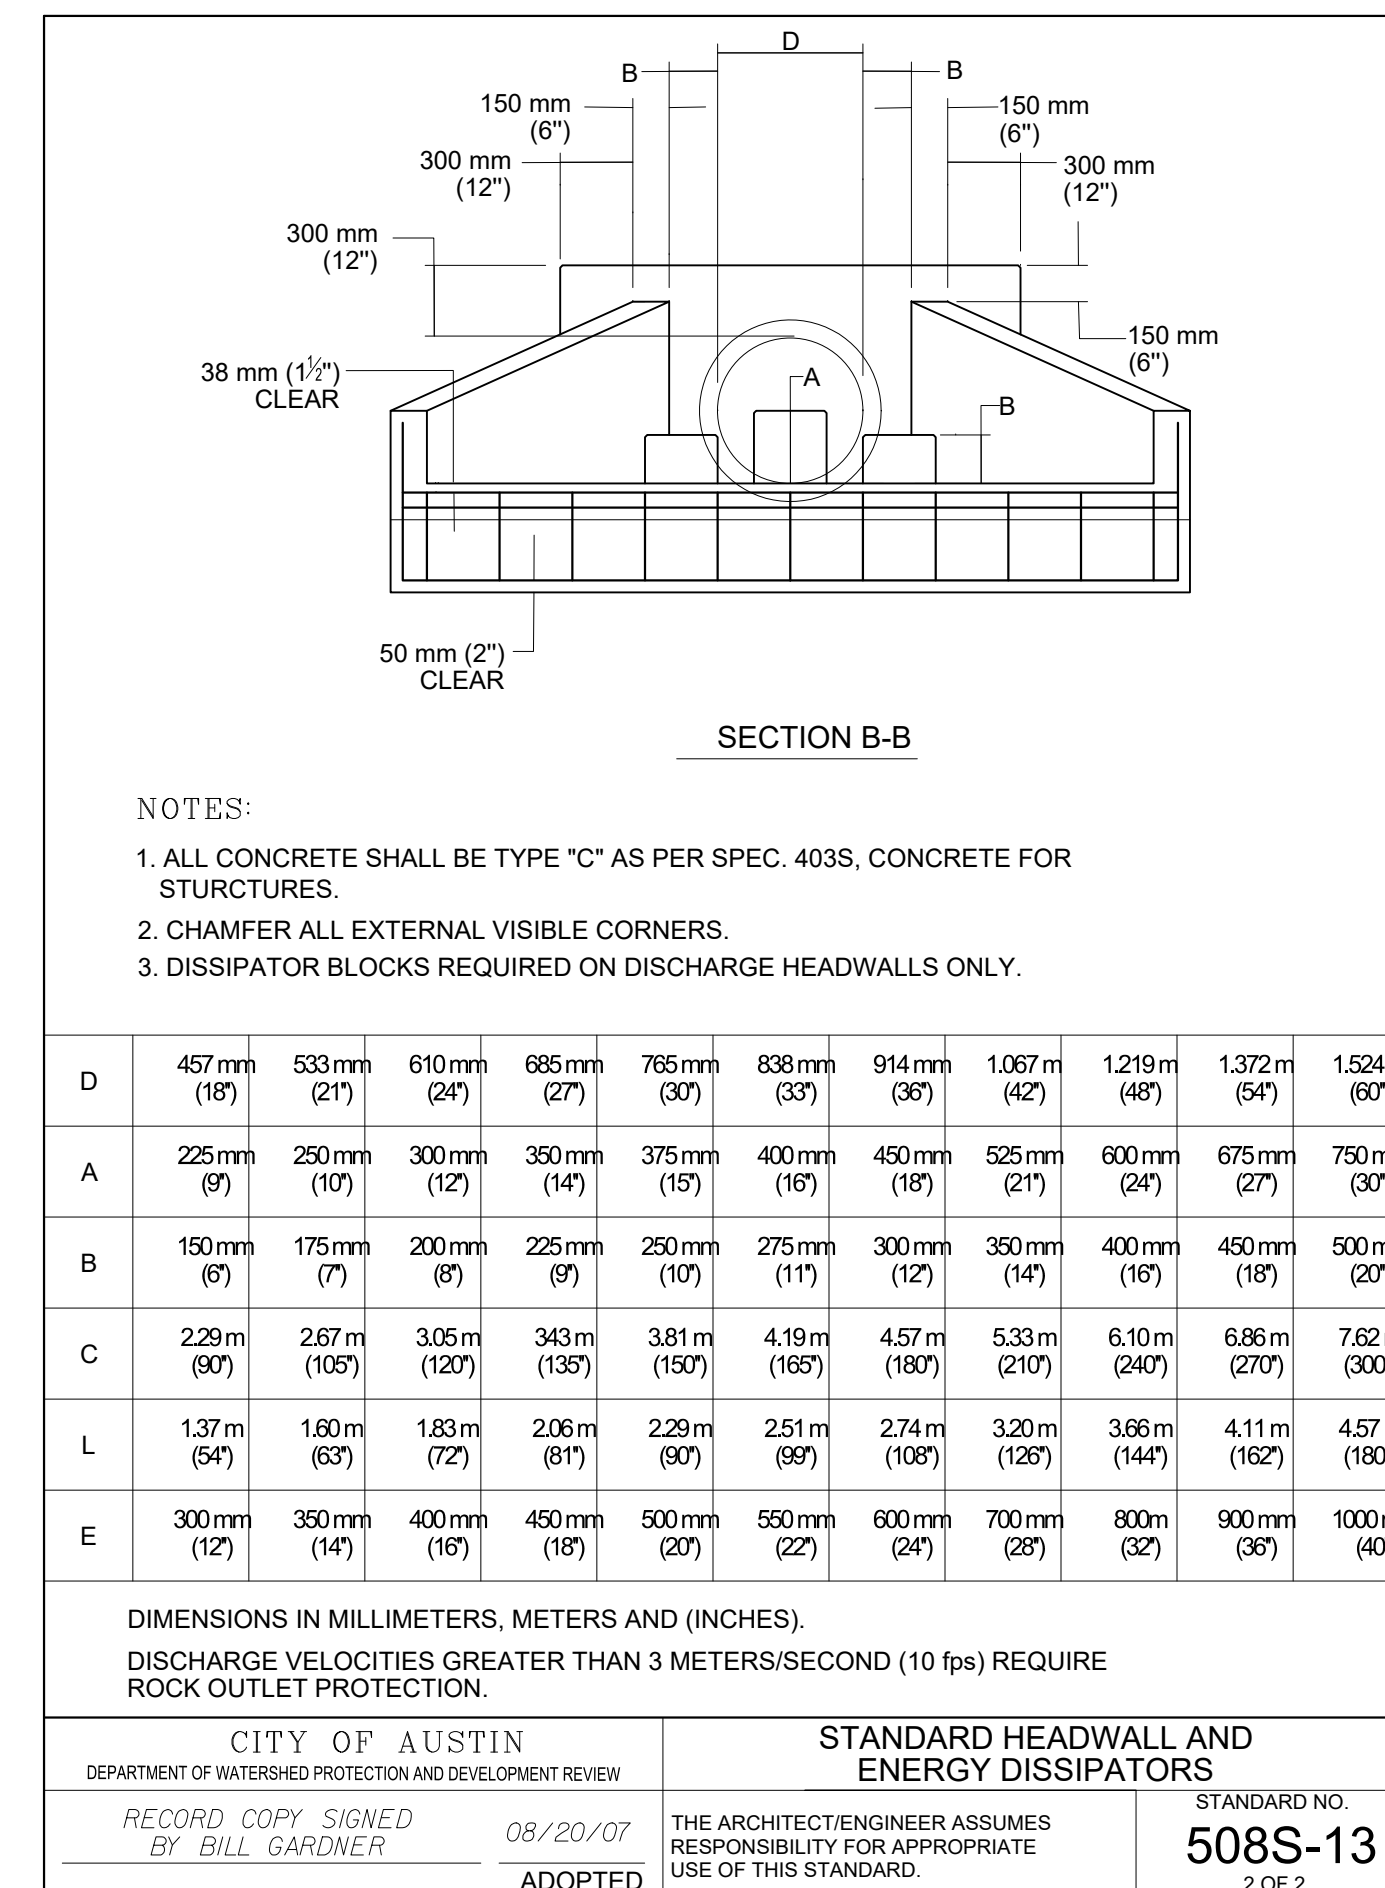 D
B
B
150 mm
(6")
150 mm
(6")
300 mm
(12")
300 mm
(12")
300 mm
(12")
150 mm
(6")
38 mm (1½")
CLEAR
A
B
50 mm (2")
CLEAR
SECTION B-B
NOTES:
1. ALL CONCRETE SHALL BE TYPE "C" AS PER SPEC. 403S, CONCRETE FOR
STURCTURES.
2. CHAMFER ALL EXTERNAL VISIBLE CORNERS.
3. DISSIPATOR BLOCKS REQUIRED ON DISCHARGE HEADWALLS ONLY.
D 457 mm 533 mm 610 mm 685 mm 765 mm 838 mm 914 mm 1.067 m 1.219 m 1.372 m 1.524
(18") (21") (24") (27") (30") (33") (36") (42") (48") (54") (60"
A 225 mm 250 mm 300 mm 350 mm 375 mm 400 mm 450 mm 525 mm 600 mm 675 mm 750 m
(9") (10") (12") (14") (15") (16") (18") (21") (24") (27") (30"
B 150 mm 175 mm 200 mm 225 mm 250 mm 275 mm 300 mm 350 mm 400 mm 450 mm 500 m
(6") (7") (8") (9") (10") (11") (12") (14") (16") (18") (20"
C 2.29 m 2.67 m 3.05 m 343 m 3.81 m 4.19 m 4.57 m 5.33 m 6.10 m 6.86 m 7.62
(90") (105") (120") (135") (150") (165") (180") (210") (240") (270") (300
L 1.37 m 1.60 m 1.83 m 2.06 m 2.29 m 2.51 m 2.74 m 3.20 m 3.66 m 4.11 m 4.57
(54") (63") (72") (81") (90") (99") (108") (126") (144") (162") (180
E 300 mm 350 mm 400 mm 450 mm 500 mm 550 mm 600 mm 700 mm 800m 900 mm 1000
(12") (14") (16") (18") (20") (22") (24") (28") (32") (36") (40
DIMENSIONS IN MILLIMETERS, METERS AND (INCHES).
DISCHARGE VELOCITIES GREATER THAN 3 METERS/SECOND (10 fps) REQUIRE
ROCK OUTLET PROTECTION.
CITY OF AUSTIN
DEPARTMENT OF WATERSHED PROTECTION AND DEVELOPMENT REVIEW
STANDARD HEADWALL AND
ENERGY DISSIPATORS
RECORD COPY SIGNED
BY BILL GARDNER
08/20/07
ADOPTED
THE ARCHITECT/ENGINEER ASSUMES
RESPONSIBILITY FOR APPROPRIATE
USE OF THIS STANDARD.
STANDARD NO.
508S-13
2 OF 2